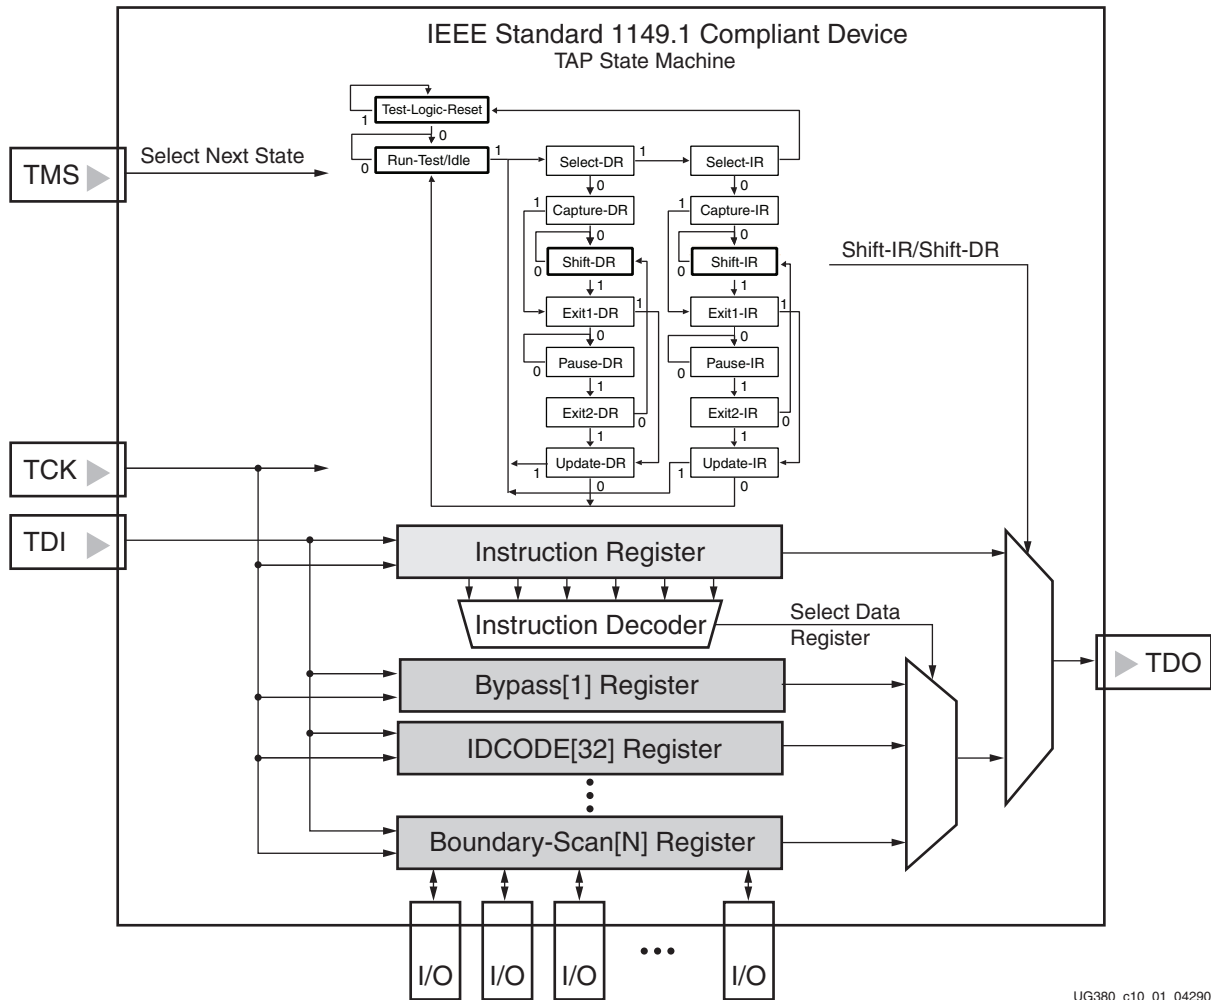 IEEE Standard 1149.1 Compliant Device
TAP State Machine
Test-Logic-Reset
1
0
TMS
Select Next State
Run-Test/Idle
0
1
Select-DR
1
Select-IR
0
0
1
Capture-DR
1
Capture-IR
0
0
Shift-DR
0
Shift-IR
0
Shift-IR/Shift-DR
1
1
Exit1-DR
1
Exit1-IR
1
0
0
Pause-DR
0
Pause-IR
0
1
1
Exit2-DR
0
Exit2-IR
0
1
1
TCK
Update-DR
1
Update-IR
1
0
0
TDI
Instruction Register
Instruction Decoder
Select Data
Register
TDO
Bypass[1] Register
IDCODE[32] Register
Boundary-Scan[N] Register
I/O
I/O
I/O
I/O
UG380_c10_01_04290